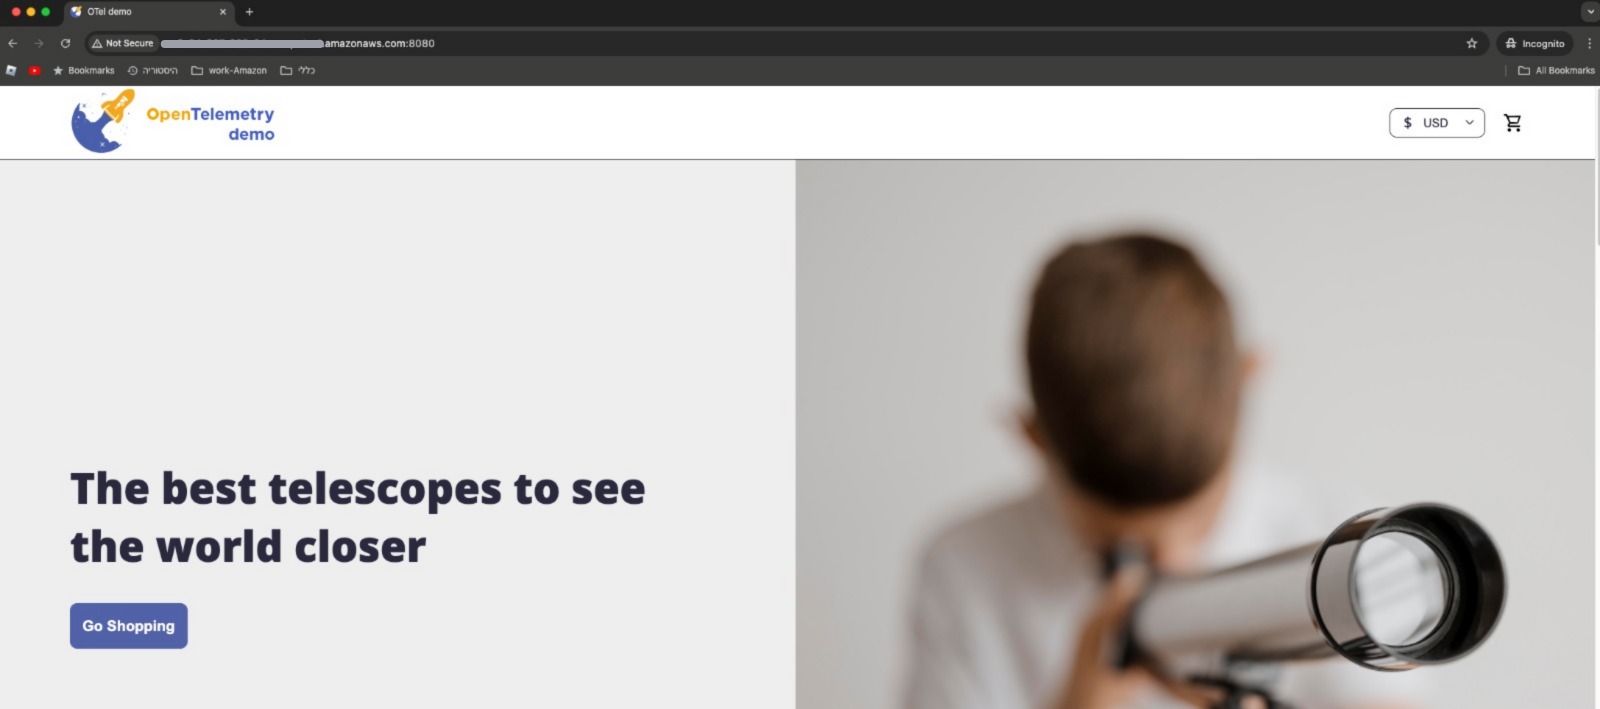 OTel demo
Not Secure
amazonaws.com:8080
Incognito
Bookmarks
היסטוריה
work-Amazon
כללי
All Bookmarks
OpenTelemetry
demo
$ USD
The best telescopes to see
the world closer
Go Shopping